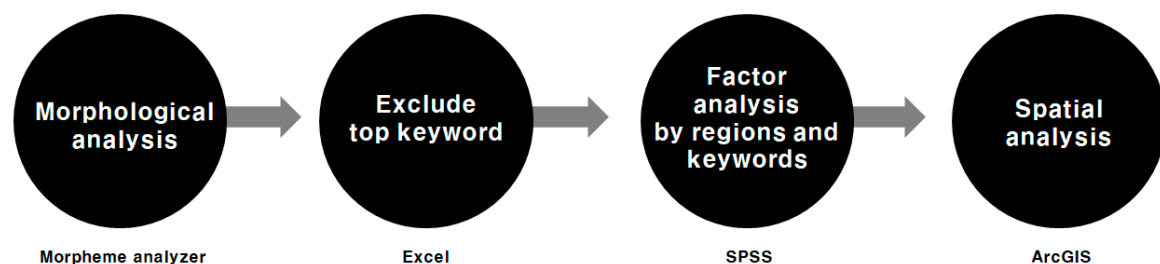 Morphological
analysis
Exclude
top keyword
Factor
analysis
by regions and
keywords
Spatial
analysis
Morpheme analyzer
Excel
SPSS
ArcGIS